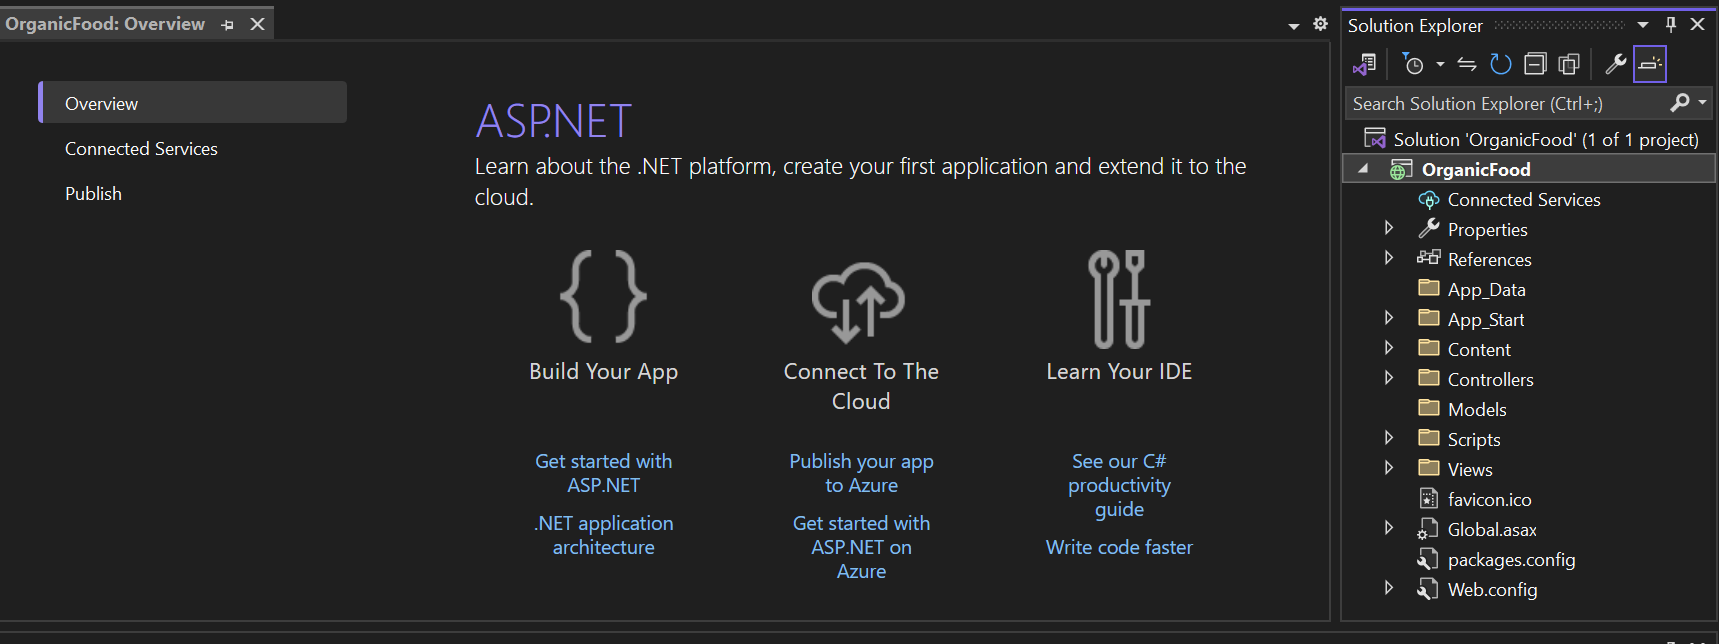 OrganicFood: Overview
Overview
Connected Services
Publish
ASP.NET
Learn about the .NET platform, create your first application and extend it to the
cloud.
Build Your App
Get started with
ASP.NET
.NET application
architecture
Connect To The
Cloud
Publish your app
to Azure
Get started with
ASP.NET on
Azure
Learn Your IDE
See our C#
productivity
guide
Write code faster
Solution Explorer
Search Solution Explorer (Ctrl+;)
Solution 'OrganicFood' (1 of 1 project)
OrganicFood
Connected Services
Properties
References
App_Data
App_Start
Content
Controllers
Models
Scripts
Views
favicon.ico
Global.asax
packages.config
Web.config